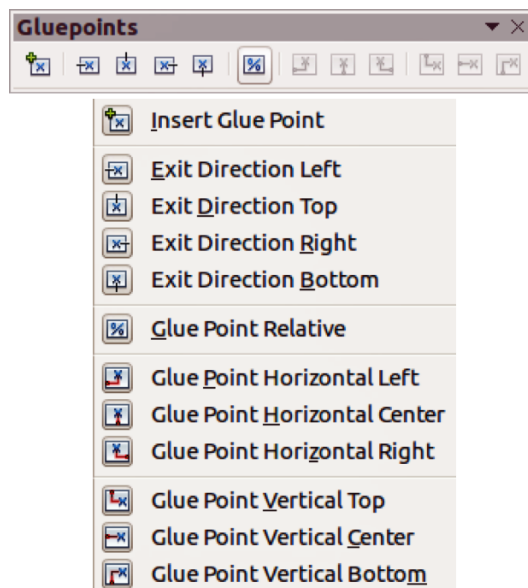 Gluepoints
Insert Glue Point
Exit Direction Left
Exit Direction Top
Exit Direction Right
Exit Direction Bottom
Glue Point Relative
Glue Point Horizontal Left
Glue Point Horizontal Center
Glue Point Horizontal Right
Glue Point Vertical Top
Glue Point Vertical Center
Glue Point Vertical Bottom